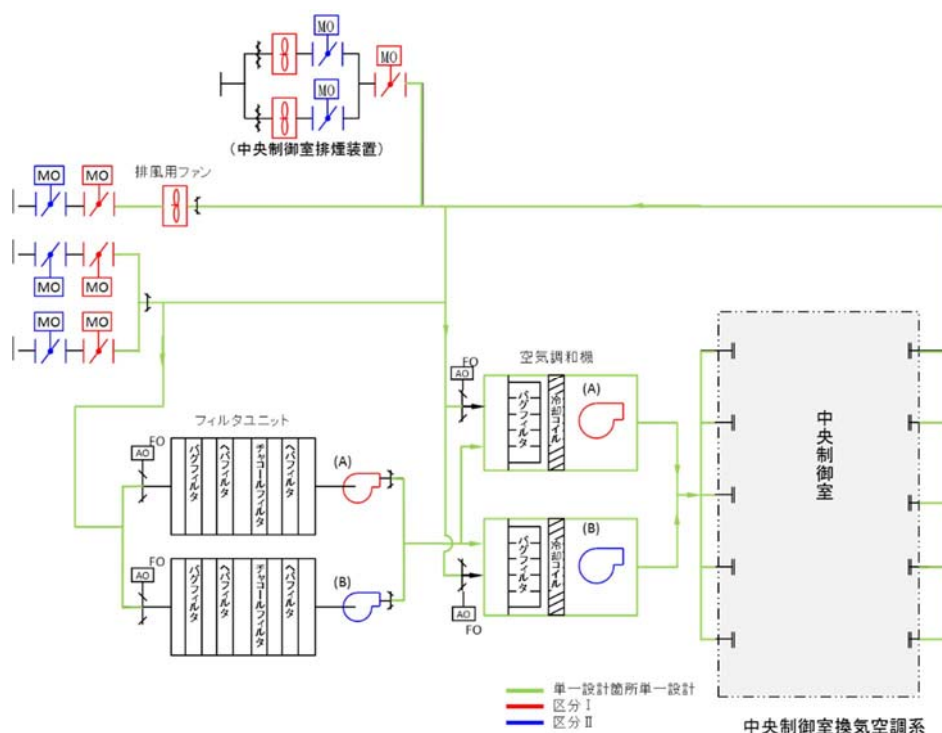 MO
MO
MO
(中央制御室排煙装置)
排風用ファン
MO
MO
MO
MO
MO
MO
空気調和機
FO
AO
バグフィルタ
冷却コイル
(A)
フィルタユニット
FO
AO
バグフィルタ
ヘパフィルタ
チャコールフィルタ
ヘパフィルタ
(A)
中央制御室
FO
AO
バグフィルタ
ヘパフィルタ
チャコールフィルタ
ヘパフィルタ
(B)
バグフィルタ
冷却コイル
(B)
AO
FO
単一設計箇所単一設計
区分Ⅰ
区分Ⅱ
中央制御室換気空調系